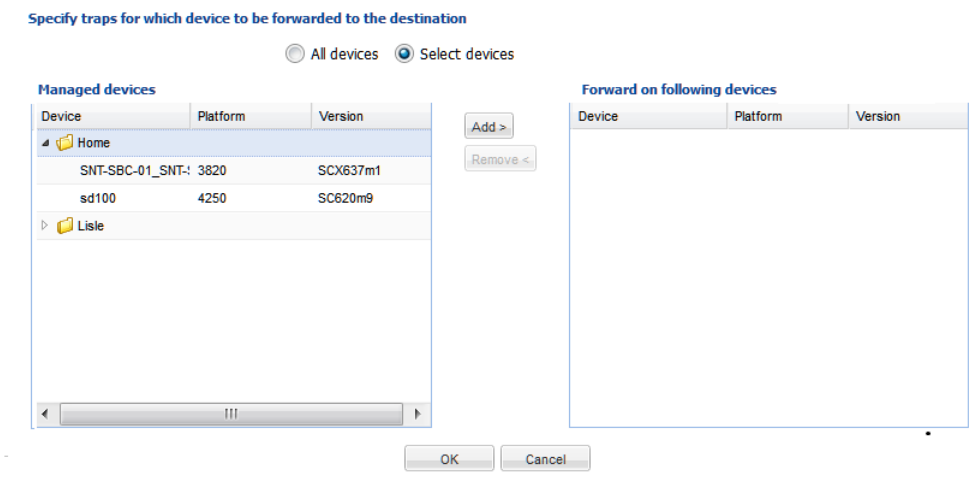 Specify traps for which device to be forwarded to the destination
All devices Select devices
Managed devices Forward on following devices
Device Platform Version Device Platform Version
Add >
Home
Remove <
SNT-SBC-01_SNT-S 3820 SCX637m1
sd100 4250 SC620m9
Lisle
OK Cancel